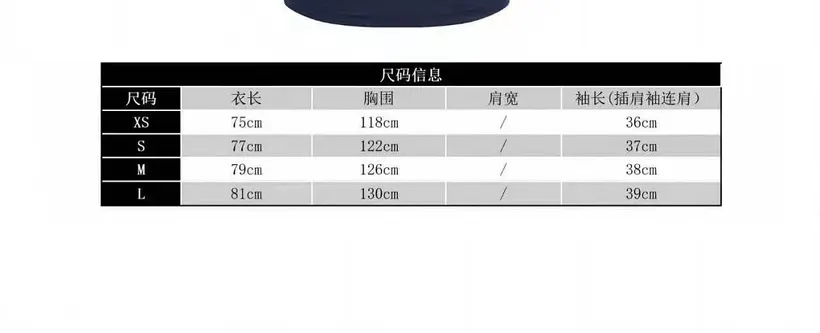 尺码信息
尺码 衣长 胸围 肩宽 袖长(插肩袖连肩)
XS 75cm 118cm / 36cm
S 77cm 122cm / 37cm
M 79cm 126cm / 38cm
L 81cm 130cm / 39cm